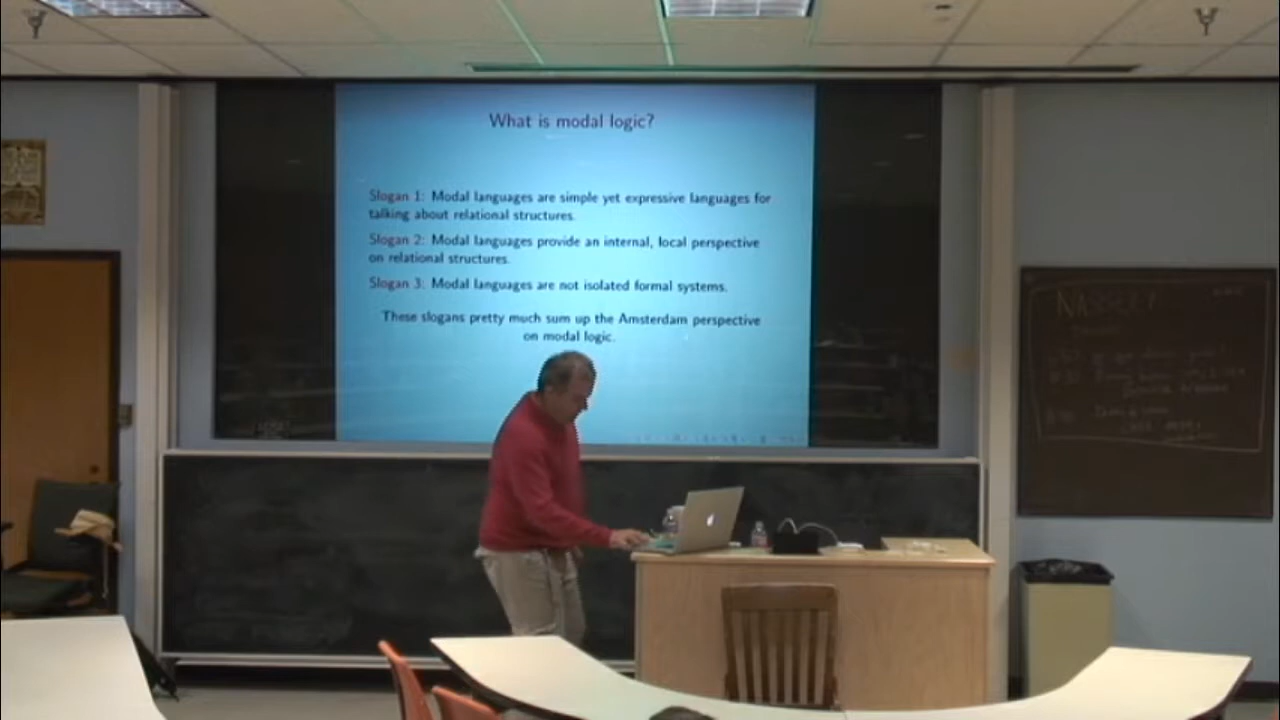 What is modal logic?
Slogan 1: Modal languages are simple yet expressive languages for
talking about relational structures.
Slogan 2: Modal languages provide an internal, local perspective
on relational structures.
Slogan 3: Modal languages are not isolated formal systems.
These slogans pretty much sum up the Amsterdam perspective
on modal logic.